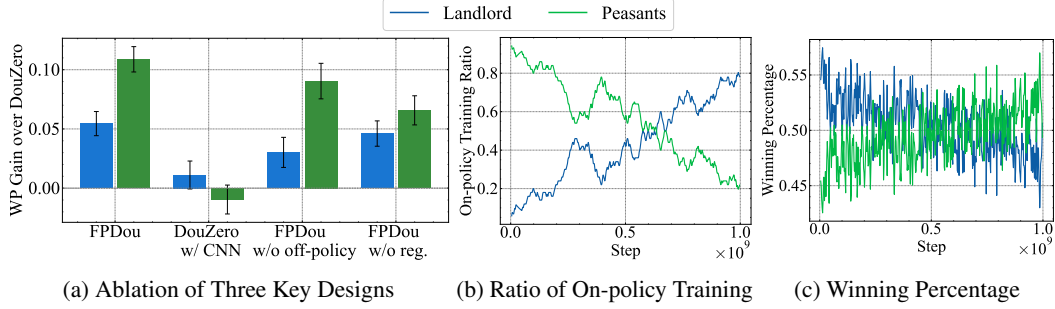 Landlord Peasants
WP Gain over DouZero
0.10
0.05
0.00
FPDou
DouZero
w/ CNN
FPDou
w/o off-policy
FPDou
w/o reg.
(a) Ablation of Three Key Designs
On-policy Training Ratio
0.8
0.6
0.4
0.2
0.0 0.5 1.0
Step
×10⁹
(b) Ratio of On-policy Training
Winning Percentage
0.55
0.50
0.45
0.0 0.5 1.0
Step
×10⁹
(c) Winning Percentage